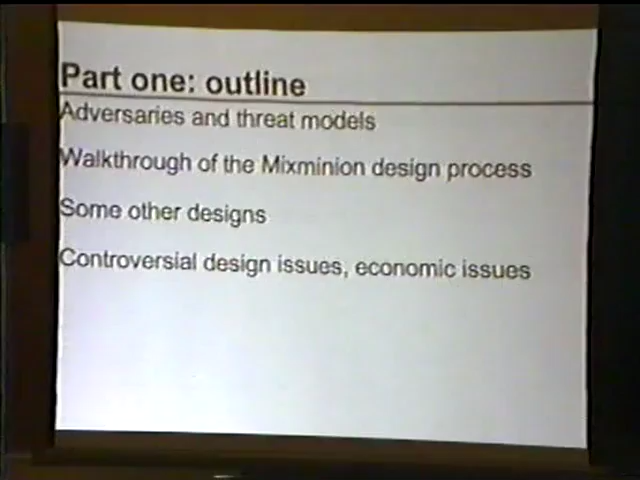 Part one: outline
Adversaries and threat models
Walkthrough of the Mixminion design process
Some other designs
Controversial design issues, economic issues